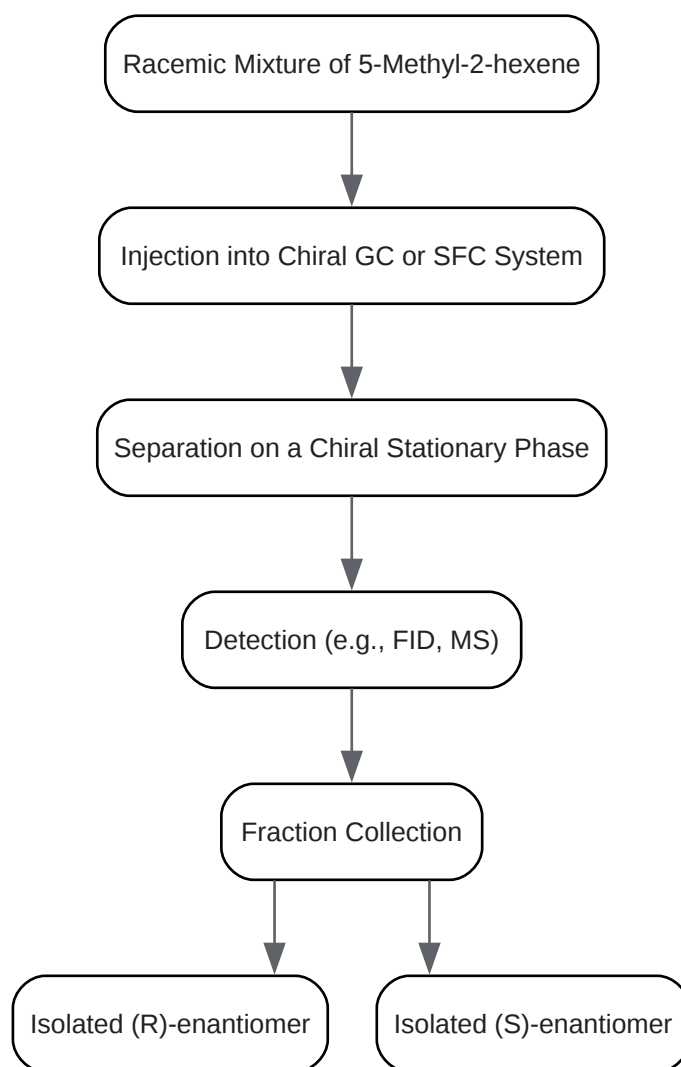 Racemic Mixture of 5-Methyl-2-hexene
Injection into Chiral GC or SFC System
Separation on a Chiral Stationary Phase
Detection (e.g., FID, MS)
Fraction Collection
Isolated (R)-enantiomer
Isolated (S)-enantiomer